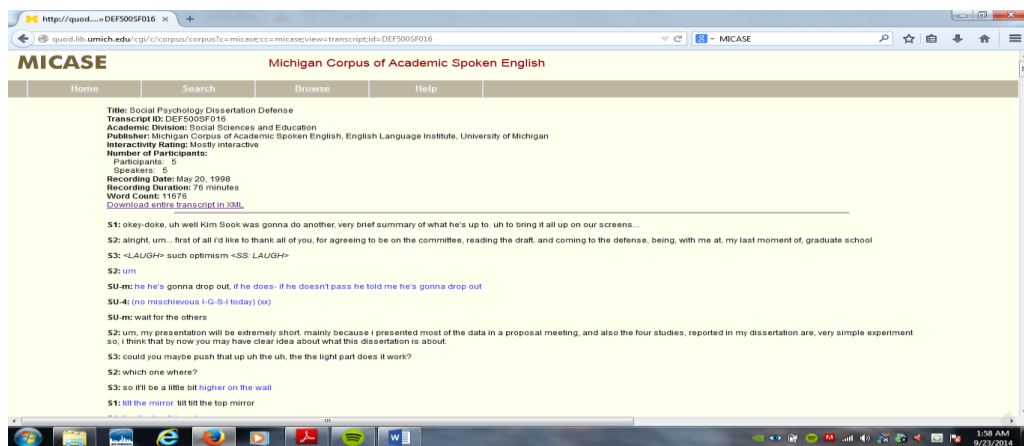 http://quod....=DEF500SF016
quod.lib.umich.edu/cgi/c/corpus/corpus?c=micase;cc=micase;view=transcript;id=DEF500SF016
MICASE
MICASE
Michigan Corpus of Academic Spoken English
Home Search Browse Help
Title: Social Psychology Dissertation Defense
Transcript ID: DEF500SF016
Academic Division: Social Sciences and Education
Publisher: Michigan Corpus of Academic Spoken English, English Language Institute, University of Michigan
Interactivity Rating: Mostly interactive
Number of Participants:
Participants: 5
Speakers: 5
Recording Date: May 20, 1998
Recording Duration: 76 minutes
Word Count: 11676
Download entire transcript in XML
S1: okey-doke, uh well Kim Sook was gonna do another, very brief summary of what he's up to. uh to bring it all up on our screens...
S2: alright, um... first of all i'd like to thank all of you, for agreeing to be on the committee, reading the draft, and coming to the defense, being, with me at, my last moment of, graduate school
S3: <LAUGH> such optimism <SS: LAUGH>
S2: um
SU-m: he he's gonna drop out, if he does- if he doesn't pass he told me he's gonna drop out
SU-4: (no mischievous I-G-S-I today) (xx)
SU-m: wait for the others
S2: um, my presentation will be extremely short. mainly because i presented most of the data in a proposal meeting, and also the four studies, reported in my dissertation are, very simple experiment
so, i think that by now you may have clear idea about what this dissertation is about.
S3: could you maybe push that up uh the uh, the the light part does it work?
S2: which one where?
S3: so it'll be a little bit higher on the wall
S1: tilt the mirror. tilt tilt the top mirror
1:58 AM
9/23/2014